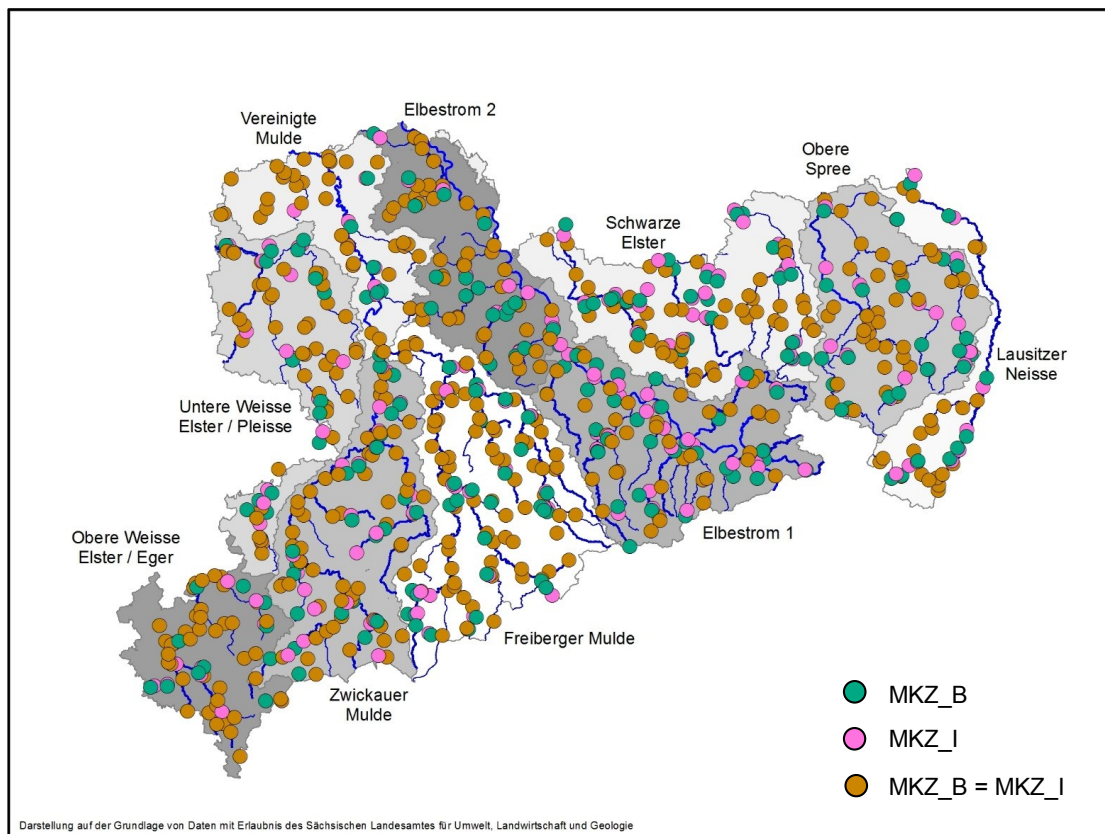 Elbestrom 2
Vereinigte
Mulde
Obere
Spree
Schwarze
Elster
Lausitzer
Neisse
Untere Weisse
Elster / Pleisse
Obere Weisse
Elster / Eger
Elbestrom 1
Freiberger Mulde
Zwickauer
Mulde
MKZ_B
MKZ_I
MKZ_B = MKZ_I
Darstellung auf der Grundlage von Daten mit Erlaubnis des Sächsischen Landesamtes für Umwelt, Landwirtschaft und Geologie